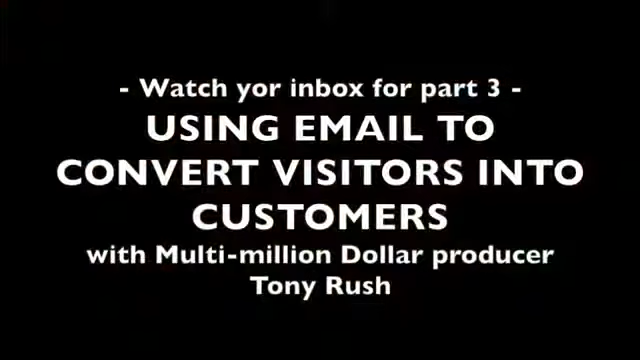 - Watch yor inbox for part 3 -
USING EMAIL TO
CONVERT VISITORS INTO
CUSTOMERS
with Multi-million Dollar producer
Tony Rush